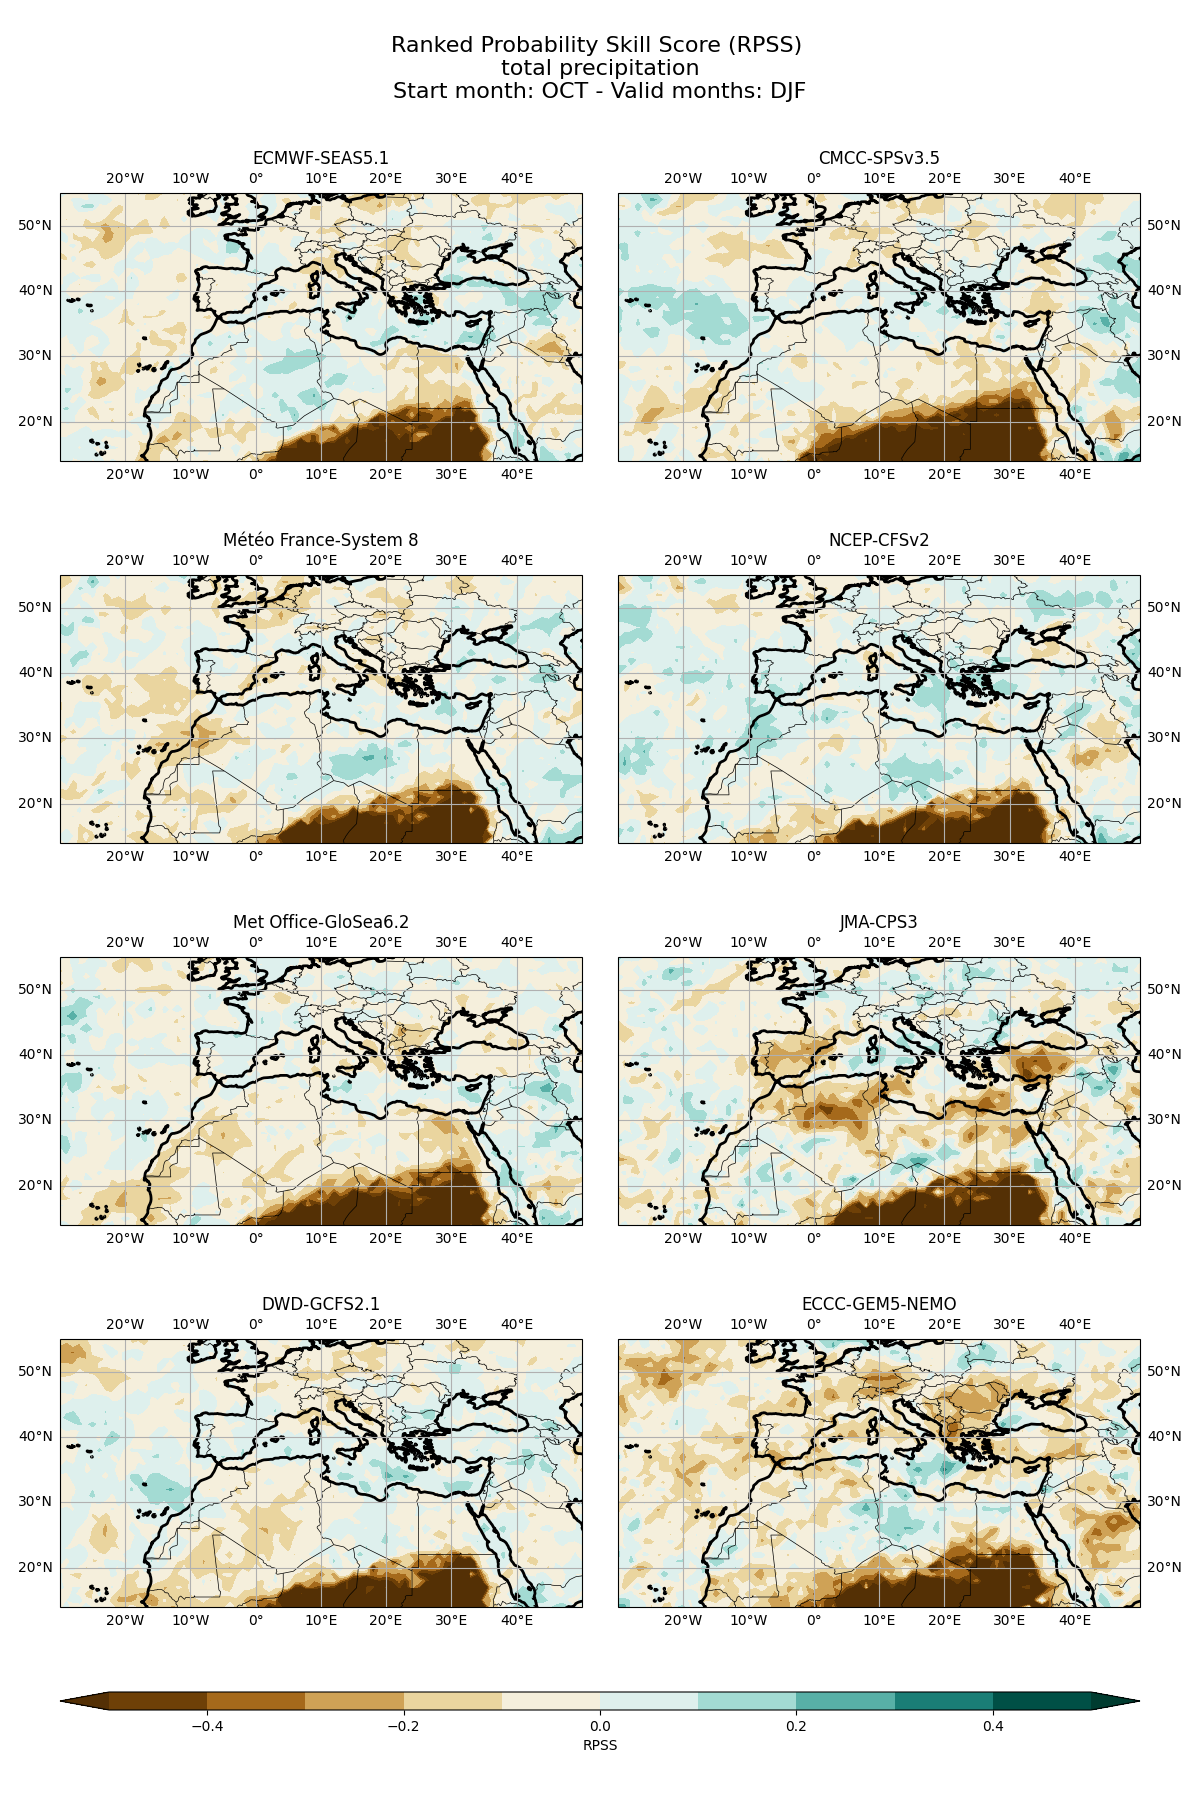 Ranked Probability Skill Score (RPSS)
total precipitation
Start month: OCT - Valid months: DJF
ECMWF-SEAS5.1
20°W 10°W 0° 10°E 20°E 30°E 40°E
50°N
40°N
30°N
20°N
20°W 10°W 0° 10°E 20°E 30°E 40°E
CMCC-SPSv3.5
20°W 10°W 0° 10°E 20°E 30°E 40°E
50°N
40°N
30°N
20°N
20°W 10°W 0° 10°E 20°E 30°E 40°E
Météo France-System 8
20°W 10°W 0° 10°E 20°E 30°E 40°E
50°N
40°N
30°N
20°N
20°W 10°W 0° 10°E 20°E 30°E 40°E
NCEP-CFSv2
20°W 10°W 0° 10°E 20°E 30°E 40°E
50°N
40°N
30°N
20°N
20°W 10°W 0° 10°E 20°E 30°E 40°E
Met Office-GloSea6.2
20°W 10°W 0° 10°E 20°E 30°E 40°E
50°N
40°N
30°N
20°N
20°W 10°W 0° 10°E 20°E 30°E 40°E
JMA-CPS3
20°W 10°W 0° 10°E 20°E 30°E 40°E
50°N
40°N
30°N
20°N
20°W 10°W 0° 10°E 20°E 30°E 40°E
DWD-GCFS2.1
20°W 10°W 0° 10°E 20°E 30°E 40°E
50°N
40°N
30°N
20°N
20°W 10°W 0° 10°E 20°E 30°E 40°E
ECCC-GEM5-NEMO
20°W 10°W 0° 10°E 20°E 30°E 40°E
50°N
40°N
30°N
20°N
20°W 10°W 0° 10°E 20°E 30°E 40°E
−0.4 −0.2 0.0 0.2 0.4
RPSS